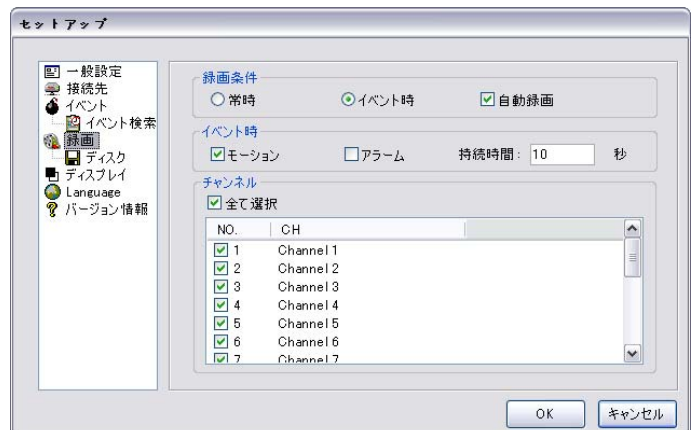 セットアップ
一般設定
接続先
イベント
イベント検索
録画
ディスク
ディスプレイ
Language
バージョン情報
録画条件
常時 イベント時 自動録画
イベント時
モーション アラーム 持続時間: 10 秒
チャンネル
全て選択
NO. CH
1 Channel 1
2 Channel 2
3 Channel 3
4 Channel 4
5 Channel 5
6 Channel 6
7 Channel 7
OK キャンセル